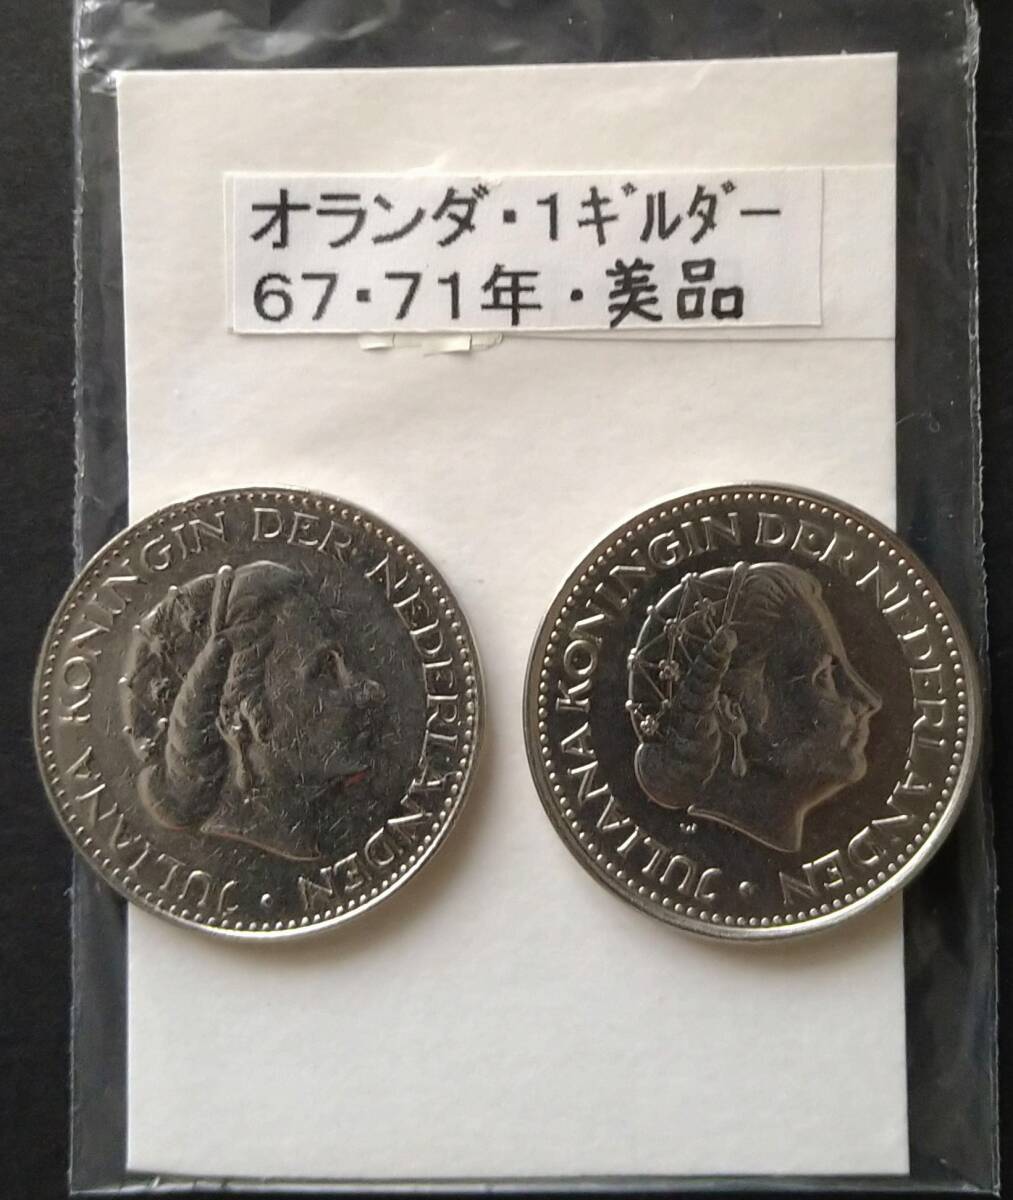 オランダ・1ｷﾞﾙﾀﾞｰ
67・71年・美品
JULIANA KONINGIN DER NEDERLANDEN
JULIANA KONINGIN DER NEDERLANDEN